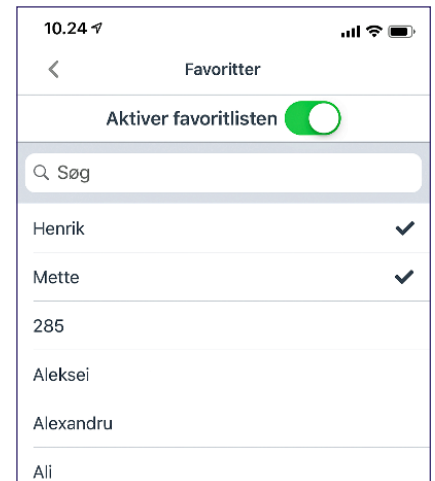 10.24
Favoritter
Aktiver favoritlisten
Søg
Henrik
Mette
285
Aleksei
Alexandru
Ali